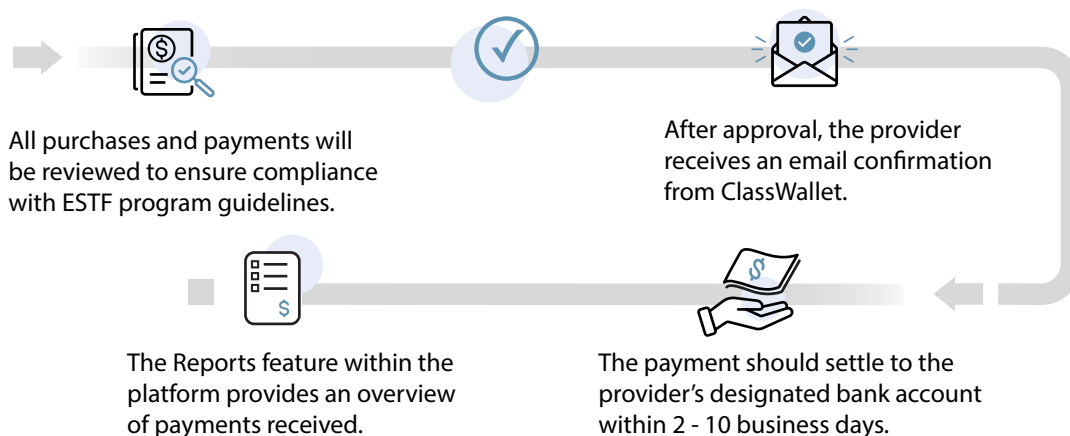 All purchases and payments will
be reviewed to ensure compliance
with ESTF program guidelines.
After approval, the provider
receives an email confirmation
from ClassWallet.
The payment should settle to the
provider's designated bank account
within 2 - 10 business days.
The Reports feature within the
platform provides an overview
of payments received.